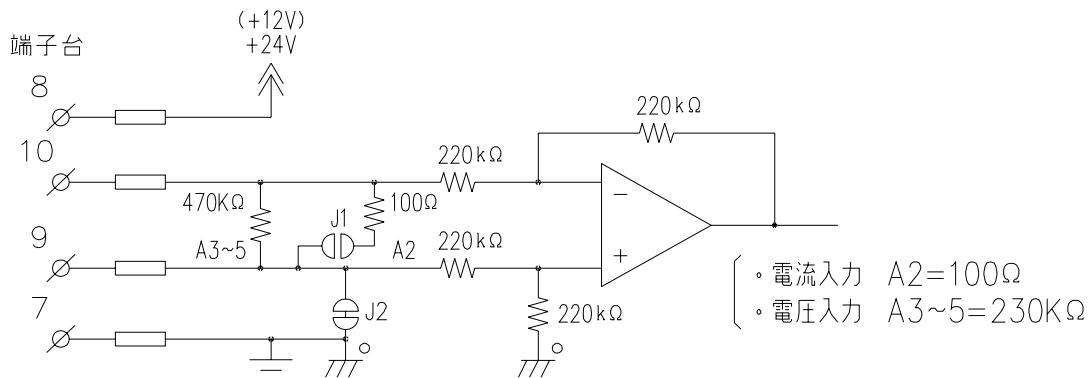 (+12V)
+24V
端子台
8
10
9
7
470KΩ
A3~5
100Ω
J1
A2
J2
220kΩ
220kΩ
220kΩ
220kΩ
−
+
。電流入力 A2=100Ω
。電圧入力 A3~5=230KΩ